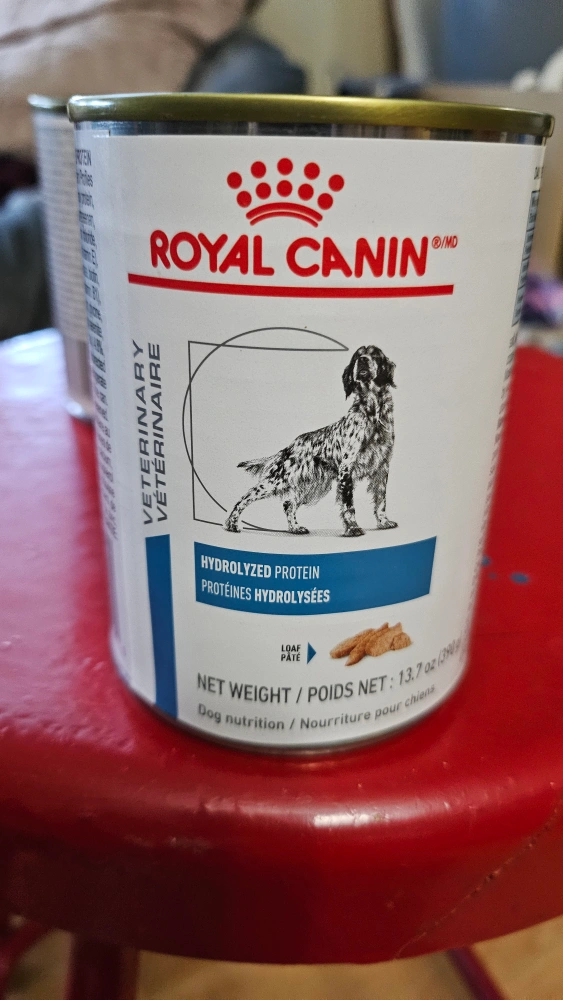 ROYAL CANIN®/MD
VETERINARY
VÉTÉRINAIRE
HYDROLYZED PROTEIN
PROTÉINES HYDROLYSÉES
LOAF
PÂTÉ
NET WEIGHT / POIDS NET : 13.7 oz (390 g
Dog nutrition / Nourriture pour chiens